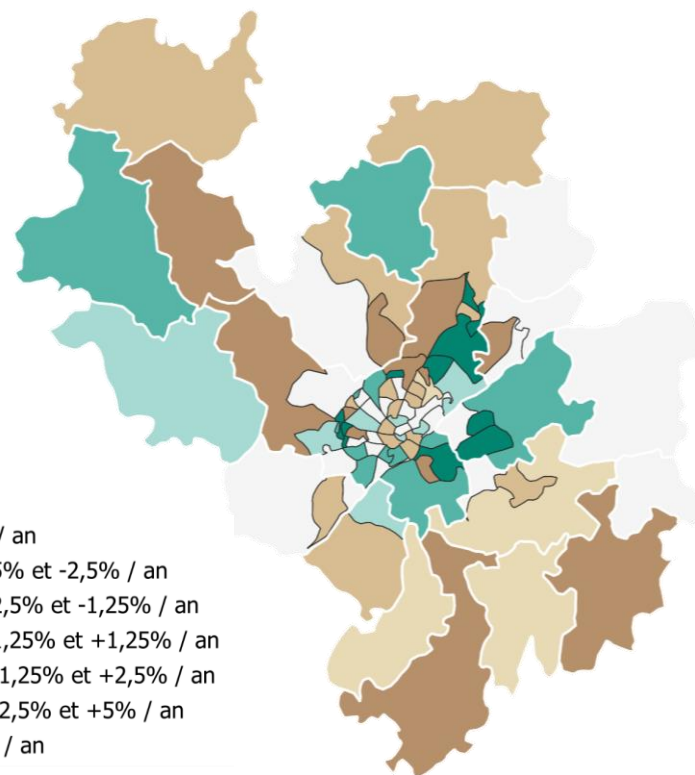 / an
5% et -2,5% / an
2,5% et -1,25% / an
1,25% et +1,25% / an
1,25% et +2,5% / an
2,5% et +5% / an
/ an